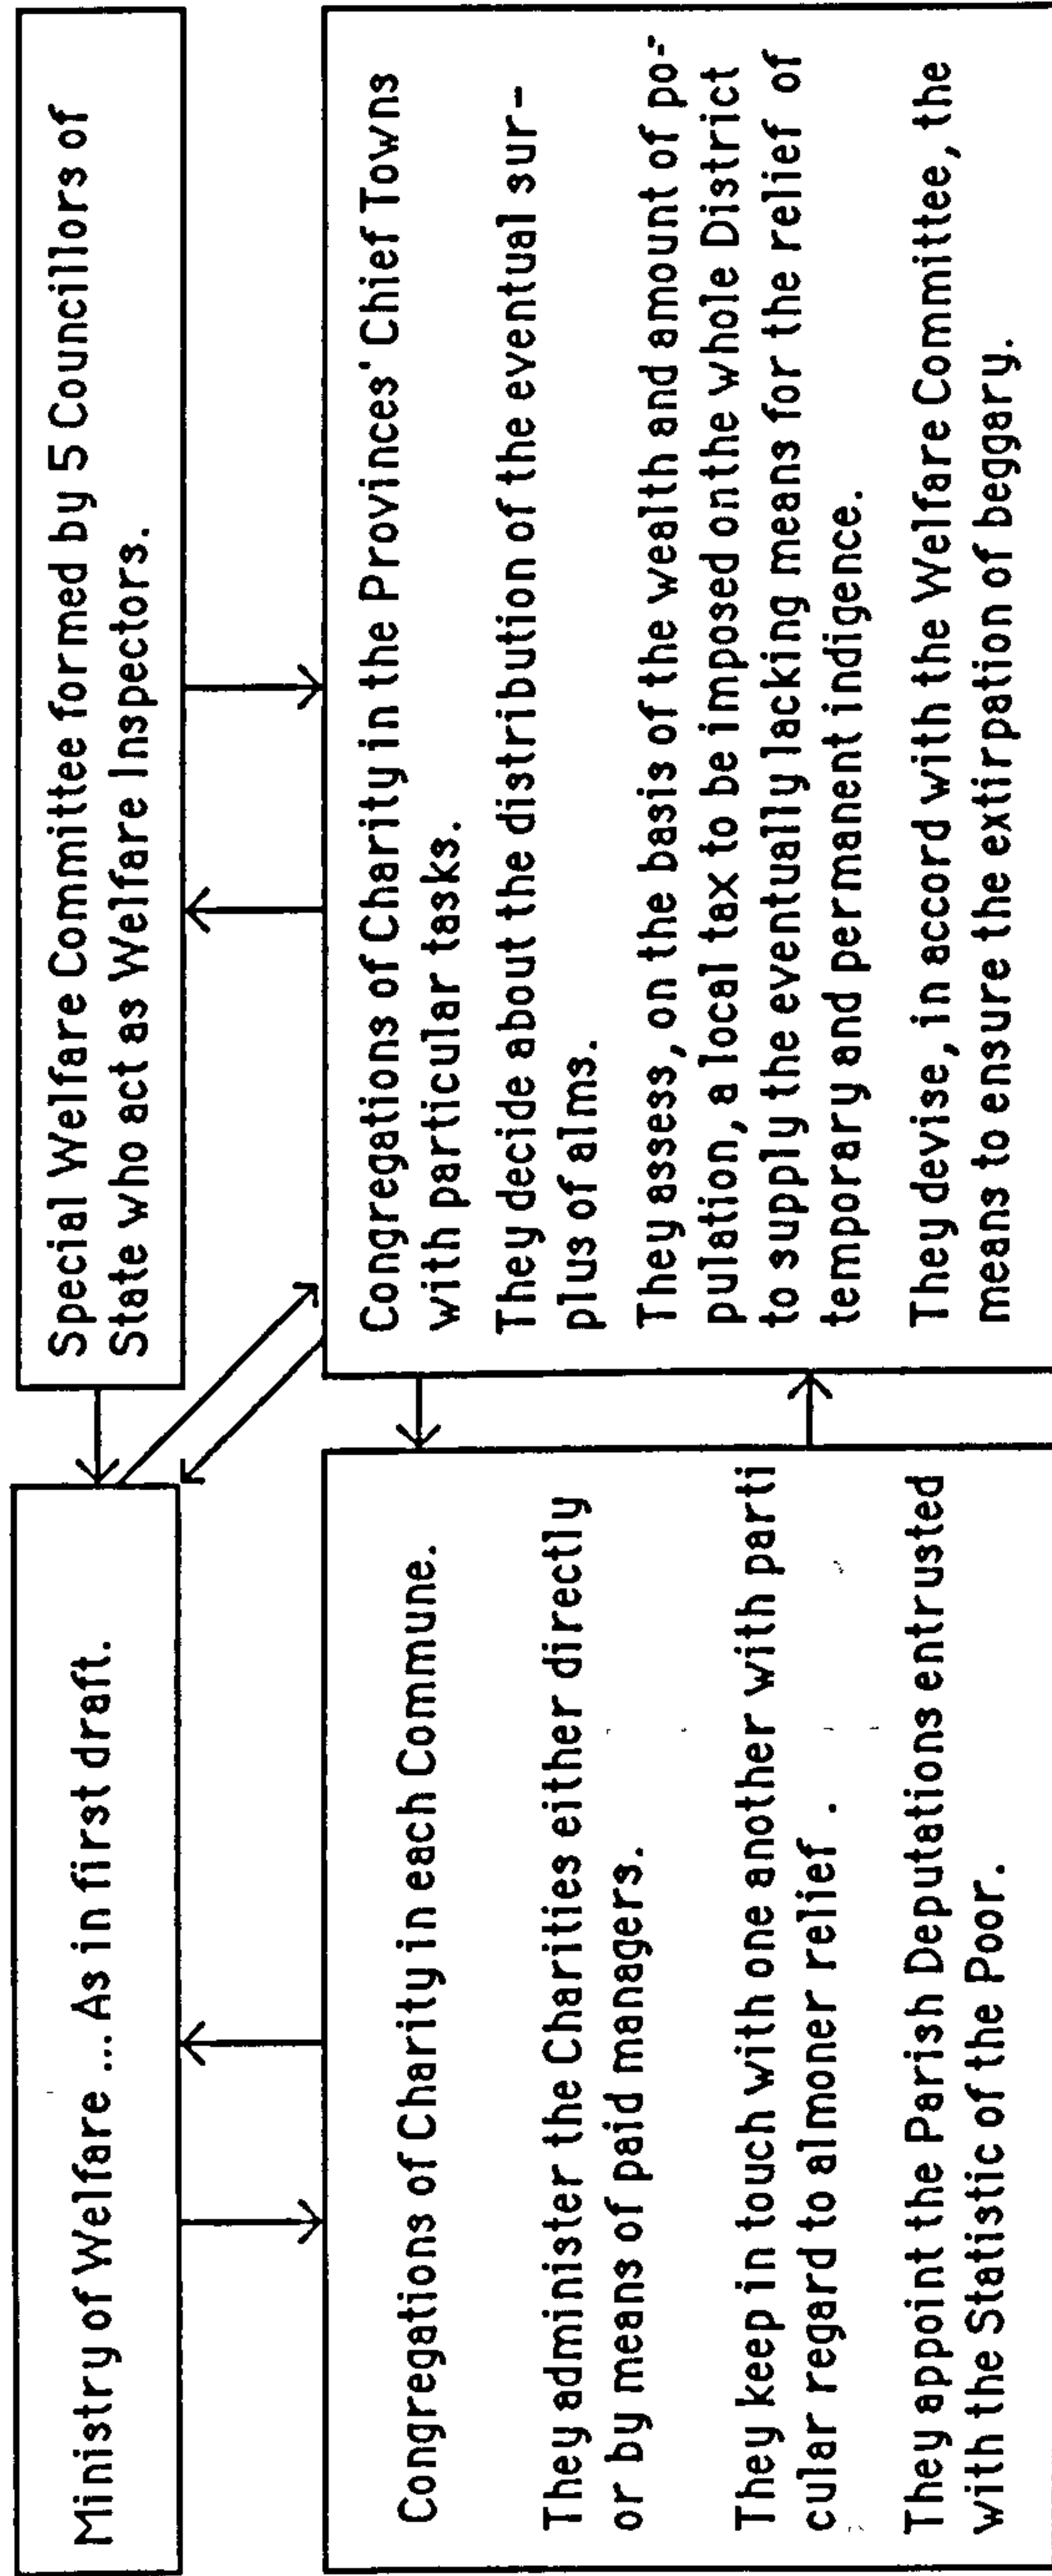 Ministry of Welfare ... As in first draft.
Special Welfare Committee formed by 5 Councillors of
State who act as Welfare Inspectors.
Congregations of Charity in each Commune.
They administer the Charities either directly
or by means of paid managers.
They keep in touch with one another with parti
cular regard to almoner relief .
They appoint the Parish Deputations entrusted
with the Statistic of the Poor.
Congregations of Charity in the Provinces' Chief Towns
with particular tasks.
They decide about the distribution of the eventual sur-
plus of alms.
They assess, on the basis of the wealth and amount of po-
pulation, a local tax to be imposed onthe whole District
to supply the eventually lacking means for the relief of
temporary and permanent indigence.
They devise, in accord with the Welfare Committee, the
means to ensure the extirpation of beggary.